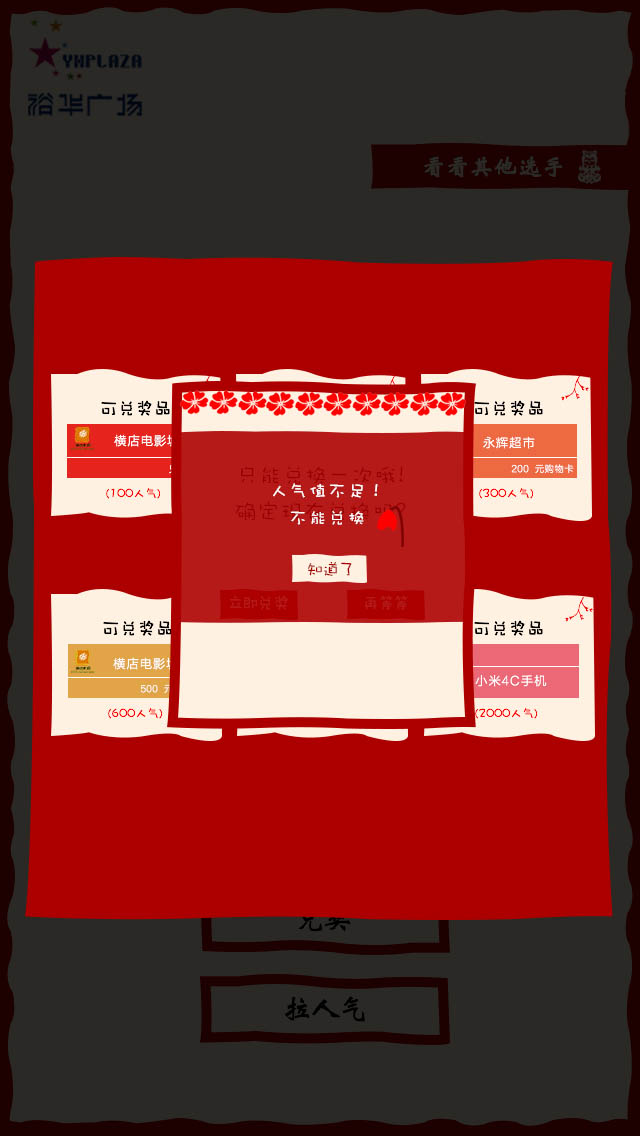 YHPLAZA
裕华广场
看看其他选手
可兑奖品
横店电影
(100人气)
可兑奖品
永辉超市
200 元购物卡
(300人气)
只能兑换一次哦!
确定现在兑换吗?
人气值不足!
不能兑换
知道了
立即兑奖
再等等
可兑奖品
横店电影
500 元
(600人气)
可兑奖品
小米4C手机
(2000人气)
兑奖
拉人气